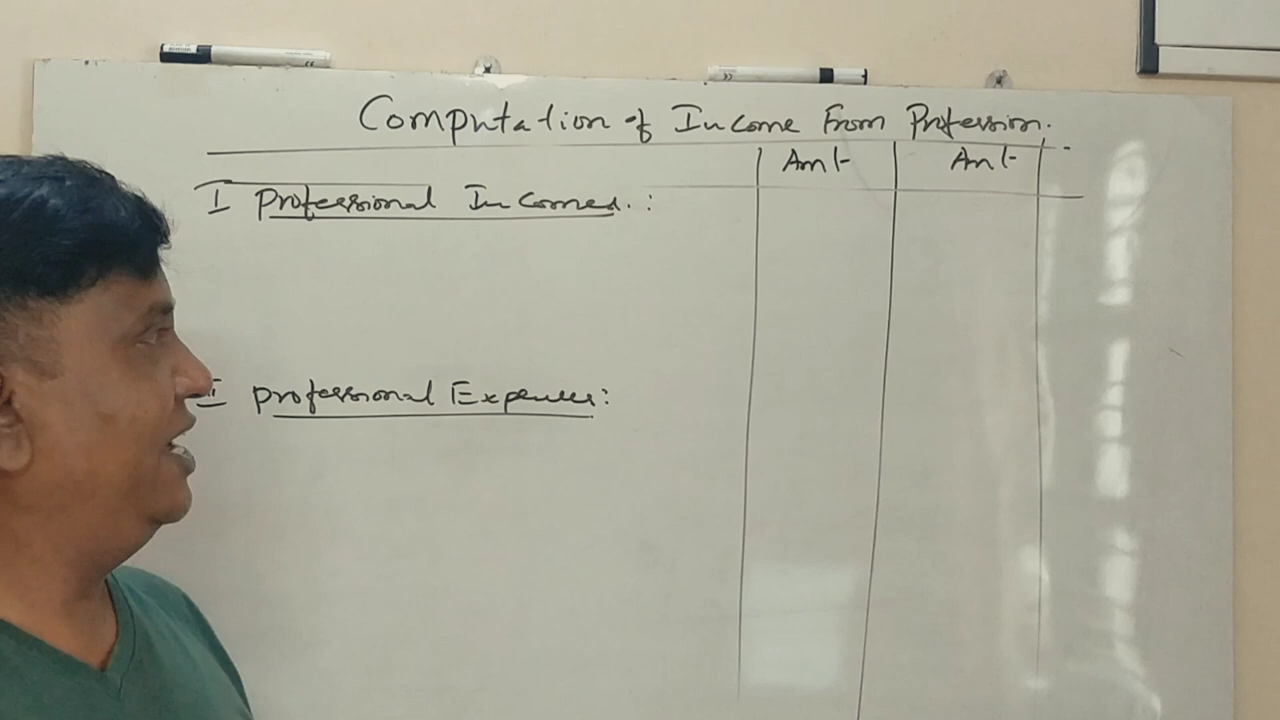 Computation of Income From Profession.
Amt Amt
I Professional Incomes. :
II professional Expenses: